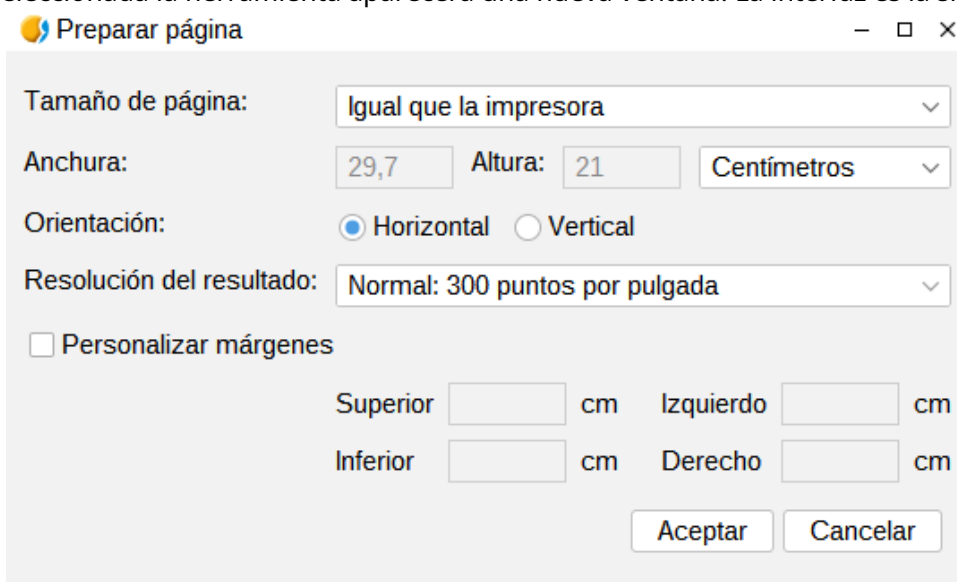 Preparar página
Tamaño de página: Igual que la impresora
Anchura: 29,7 Altura: 21 Centímetros
Orientación: Horizontal Vertical
Resolución del resultado: Normal: 300 puntos por pulgada
Personalizar márgenes
Superior cm Izquierdo cm
Inferior cm Derecho cm
Aceptar Cancelar